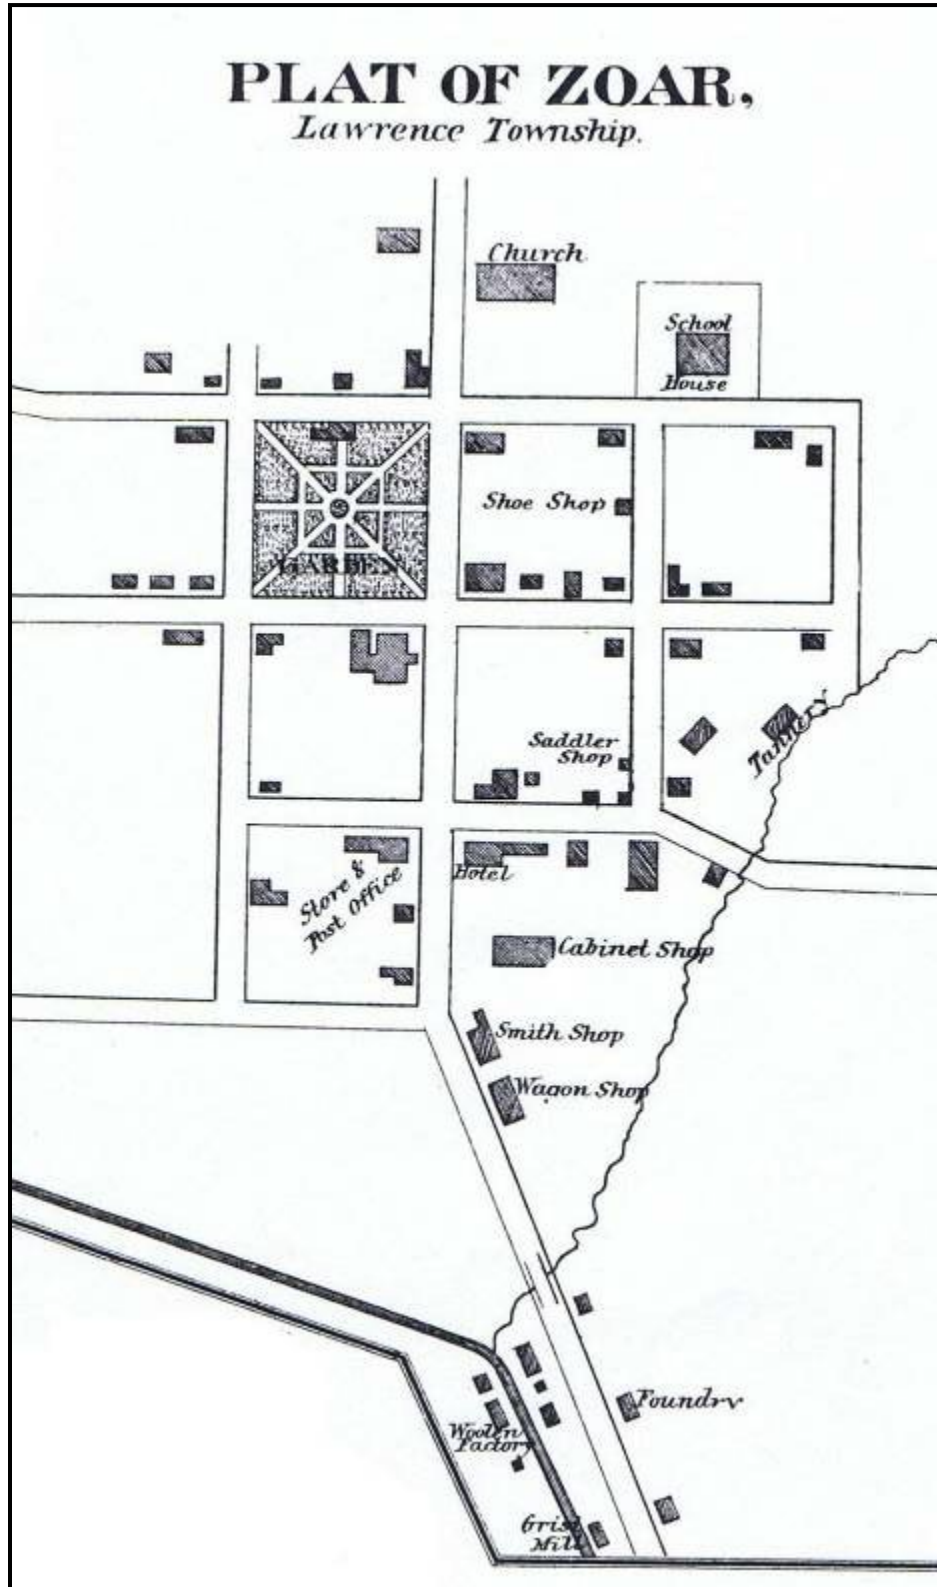 PLAT OF ZOAR,
Lawrence Township.
Church
School
House
Shoe Shop
GARDEN
Saddler
Shop
Tannery
Hotel
Store &
Post Office
Cabinet Shop
Smith Shop
Wagon Shop
Foundry
Woolen
Factory
Grist
Mill